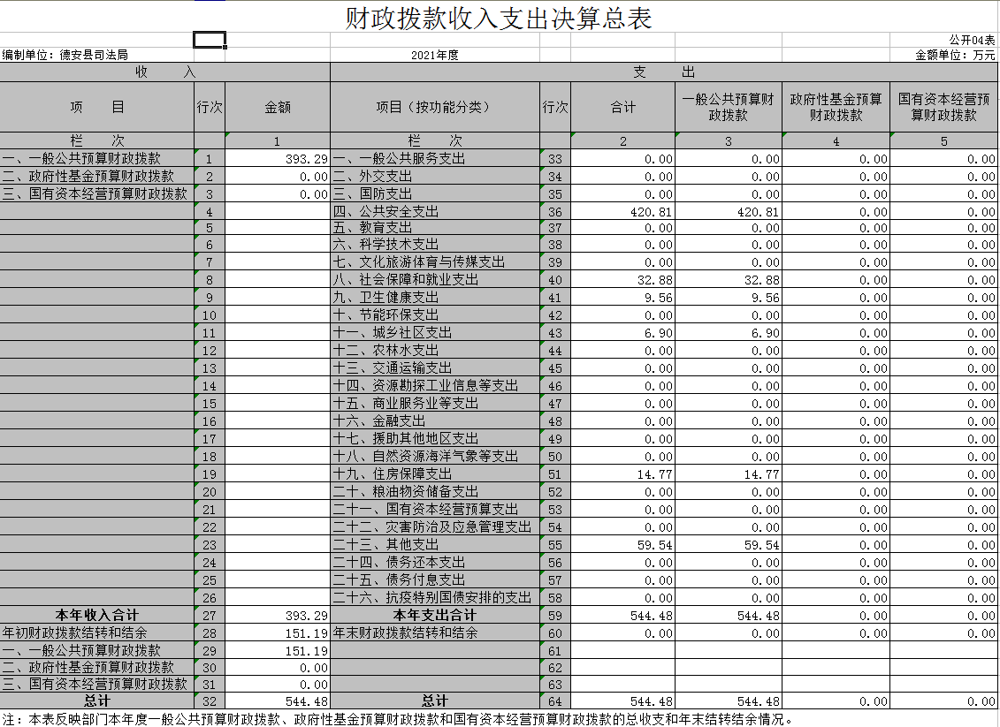 财政拨款收入支出决算总表
公开04表
编制单位：德安县司法局 2021年度 金额单位：万元
收 入 支 出
项 目 行次 金额 项目（按功能分类） 行次 合计 一般公共预算财政拨款 政府性基金预算财政拨款 国有资本经营预算财政拨款
栏 次 1 栏 次 2 3 4 5
一、一般公共预算财政拨款 1 393.29 一、一般公共服务支出 33 0.00 0.00 0.00 0.00
二、政府性基金预算财政拨款 2 0.00 二、外交支出 34 0.00 0.00 0.00 0.00
三、国有资本经营预算财政拨款 3 0.00 三、国防支出 35 0.00 0.00 0.00 0.00
4 四、公共安全支出 36 420.81 420.81 0.00 0.00
5 五、教育支出 37 0.00 0.00 0.00 0.00
6 六、科学技术支出 38 0.00 0.00 0.00 0.00
7 七、文化旅游体育与传媒支出 39 0.00 0.00 0.00 0.00
8 八、社会保障和就业支出 40 32.88 32.88 0.00 0.00
9 九、卫生健康支出 41 9.56 9.56 0.00 0.00
10 十、节能环保支出 42 0.00 0.00 0.00 0.00
11 十一、城乡社区支出 43 6.90 6.90 0.00 0.00
12 十二、农林水支出 44 0.00 0.00 0.00 0.00
13 十三、交通运输支出 45 0.00 0.00 0.00 0.00
14 十四、资源勘探工业信息等支出 46 0.00 0.00 0.00 0.00
15 十五、商业服务业等支出 47 0.00 0.00 0.00 0.00
16 十六、金融支出 48 0.00 0.00 0.00 0.00
17 十七、援助其他地区支出 49 0.00 0.00 0.00 0.00
18 十八、自然资源海洋气象等支出 50 0.00 0.00 0.00 0.00
19 十九、住房保障支出 51 14.77 14.77 0.00 0.00
20 二十、粮油物资储备支出 52 0.00 0.00 0.00 0.00
21 二十一、国有资本经营预算支出 53 0.00 0.00 0.00 0.00
22 二十二、灾害防治及应急管理支出 54 0.00 0.00 0.00 0.00
23 二十三、其他支出 55 59.54 59.54 0.00 0.00
24 二十四、债务还本支出 56 0.00 0.00 0.00 0.00
25 二十五、债务付息支出 57 0.00 0.00 0.00 0.00
26 二十六、抗疫特别国债安排的支出 58 0.00 0.00 0.00 0.00
本年收入合计 27 393.29 本年支出合计 59 544.48 544.48 0.00 0.00
年初财政拨款结转和结余 28 151.19 年末财政拨款结转和结余 60 0.00 0.00 0.00 0.00
一、一般公共预算财政拨款 29 151.19 61
二、政府性基金预算财政拨款 30 0.00 62
三、国有资本经营预算财政拨款 31 0.00 63
总计 32 544.48 总计 64 544.48 544.48 0.00 0.00
注：本表反映部门本年度一般公共预算财政拨款、政府性基金预算财政拨款和国有资本经营预算财政拨款的总收支和年末结转结余情况。